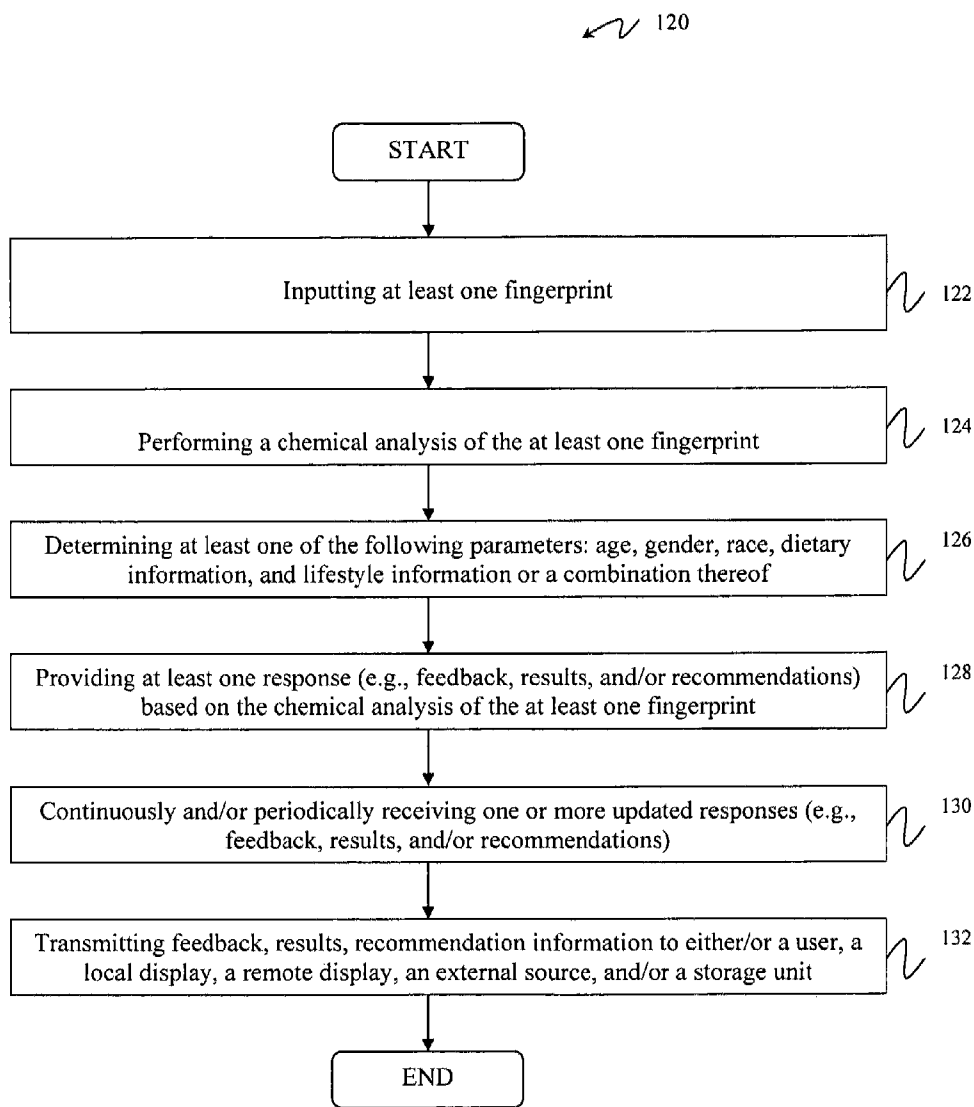 120
START
Inputting at least one fingerprint
122
Performing a chemical analysis of the at least one fingerprint
124
Determining at least one of the following parameters: age, gender, race, dietary
information, and lifestyle information or a combination thereof
126
Providing at least one response (e.g., feedback, results, and/or recommendations)
based on the chemical analysis of the at least one fingerprint
128
Continuously and/or periodically receiving one or more updated responses (e.g.,
feedback, results, and/or recommendations)
130
Transmitting feedback, results, recommendation information to either/or a user, a
local display, a remote display, an external source, and/or a storage unit
132
END